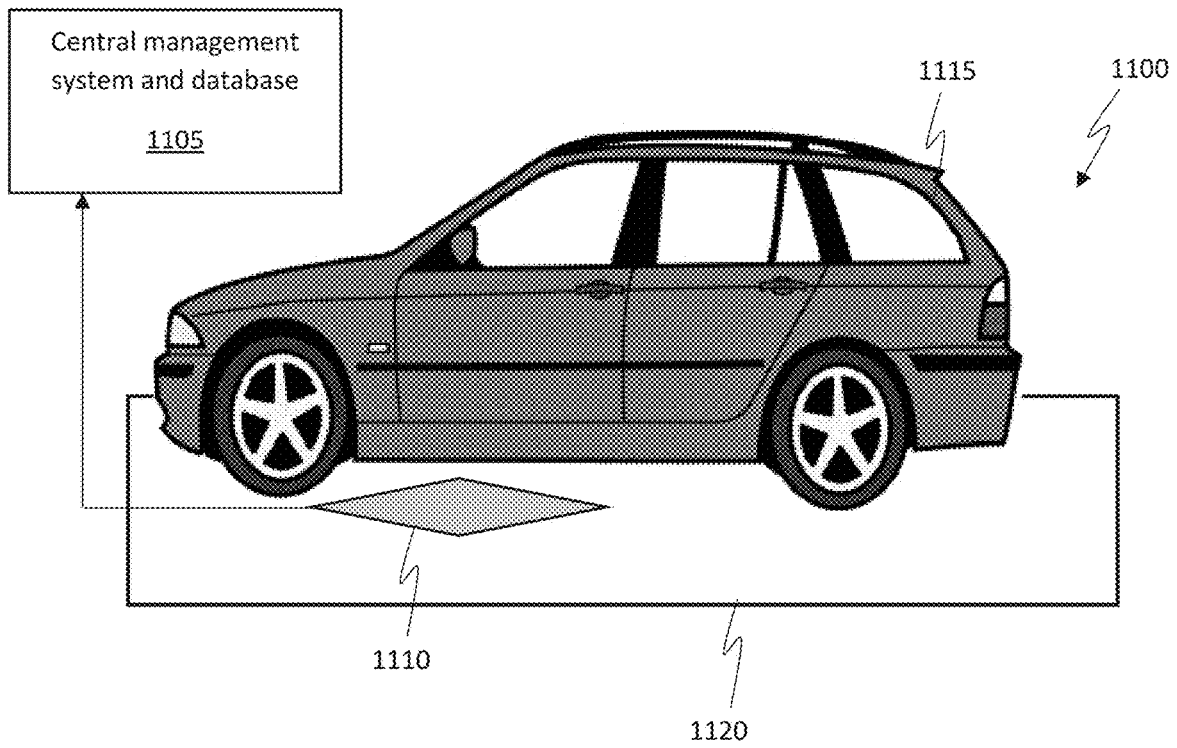 Central management
system and database
1105
1115
1100
1110
1120